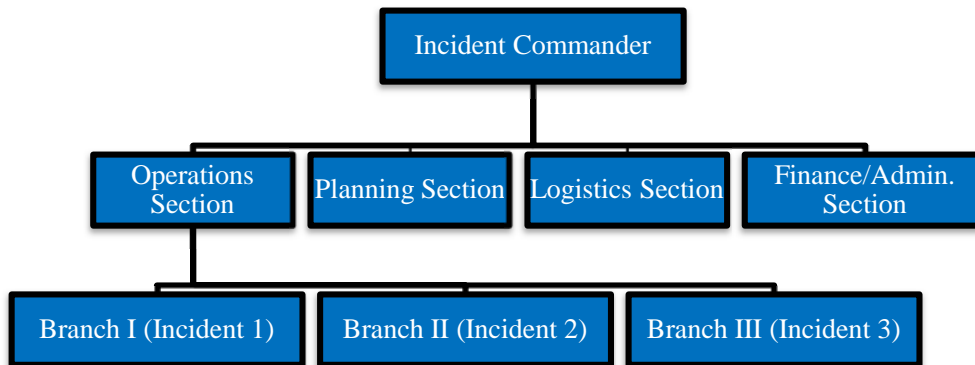 Incident Commander
Operations
Section
Planning Section
Logistics Section
Finance/Admin.
Section
Branch I (Incident 1)
Branch II (Incident 2)
Branch III (Incident 3)